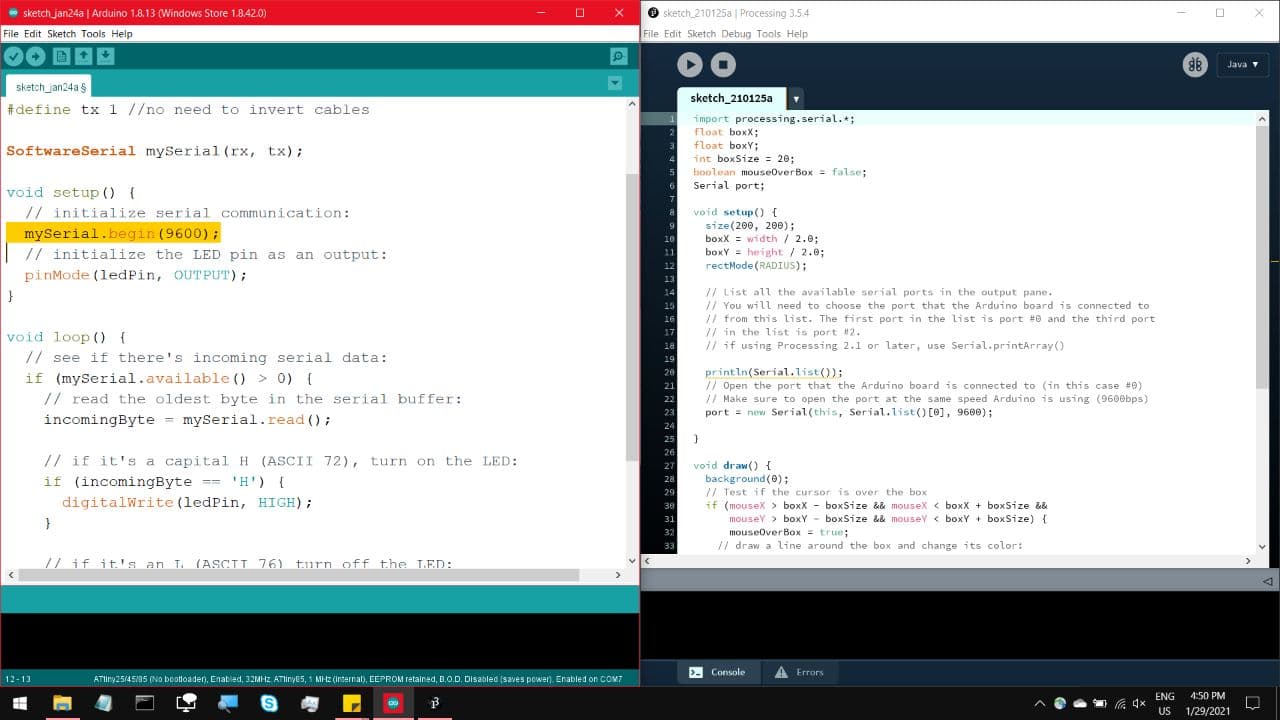 sketch_jan24a | Arduino 1.8.13 (Windows Store 1.8.42.0)
File Edit Sketch Tools Help
sketch_jan24a §
#define tx 1 //no need to invert cables
SoftwareSerial mySerial(rx, tx);
void setup() {
// initialize serial communication:
mySerial.begin(9600);
// initialize the LED pin as an output:
pinMode(ledPin, OUTPUT);
}
void loop() {
// see if there's incoming serial data:
if (mySerial.available() > 0) {
// read the oldest byte in the serial buffer:
incomingByte = mySerial.read();
// if it's a capital H (ASCII 72), turn on the LED:
if (incomingByte == 'H') {
digitalWrite(ledPin, HIGH);
}
// if it's an L (ASCII 76) turn off the LED:
12 - 13
ATtiny25/45/85 (No bootloader), Enabled, 32MHz, ATtiny85, 1 MHz (internal), EEPROM retained, B.O.D. Disabled (saves power), Enabled on COM7
sketch_210125a | Processing 3.5.4
File Edit Sketch Debug Tools Help
Java ▼
sketch_210125a ▼
1 import processing.serial.*;
2 float boxX;
3 float boxY;
4 int boxSize = 20;
5 boolean mouseOverBox = false;
6 Serial port;
7
8 void setup() {
9 size(200, 200);
10 boxX = width / 2.0;
11 boxY = height / 2.0;
12 rectMode(RADIUS);
13
14 // List all the available serial ports in the output pane.
15 // You will need to choose the port that the Arduino board is connected to
16 // from this list. The first port in the list is port #0 and the third port
17 // in the list is port #2.
18 // if using Processing 2.1 or later, use Serial.printArray()
19
20 println(Serial.list());
21 // Open the port that the Arduino board is connected to (in this case #0)
22 // Make sure to open the port at the same speed Arduino is using (9600bps)
23 port = new Serial(this, Serial.list()[0], 9600);
24
25 }
26
27 void draw() {
28 background(0);
29 // Test if the cursor is over the box
30 if (mouseX > boxX - boxSize && mouseX < boxX + boxSize &&
31 mouseY > boxY - boxSize && mouseY < boxY + boxSize) {
32 mouseOverBox = true;
33 // draw a line around the box and change its color:
Console
Errors
ENG
US
4:50 PM
1/29/2021